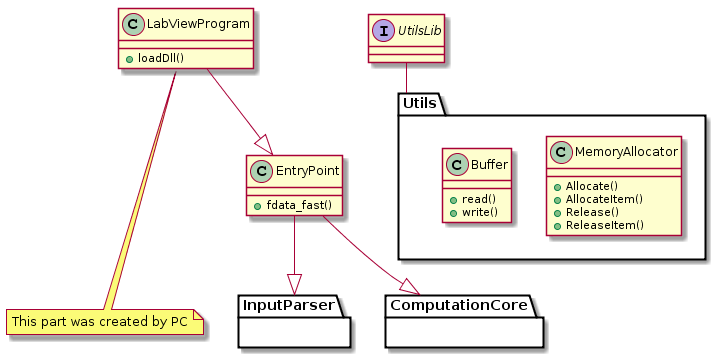 C LabViewProgram
loadDll()
I UtilsLib
Utils
C Buffer
read()
write()
C MemoryAllocator
Allocate()
AllocateItem()
Release()
ReleaseItem()
C EntryPoint
fdata_fast()
This part was created by PC
InputParser
ComputationCore